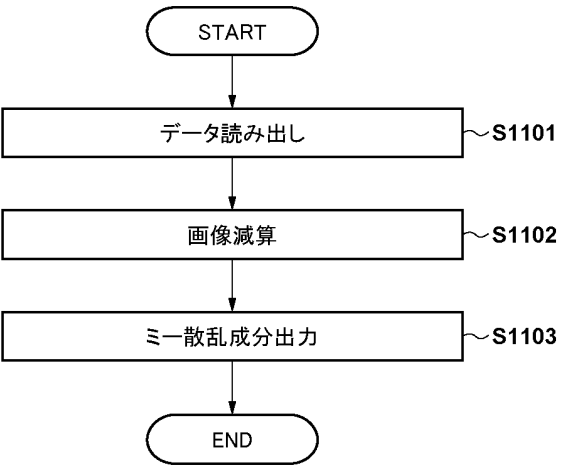 START
データ読み出し
S1101
画像減算
S1102
ミー散乱成分出力
S1103
END